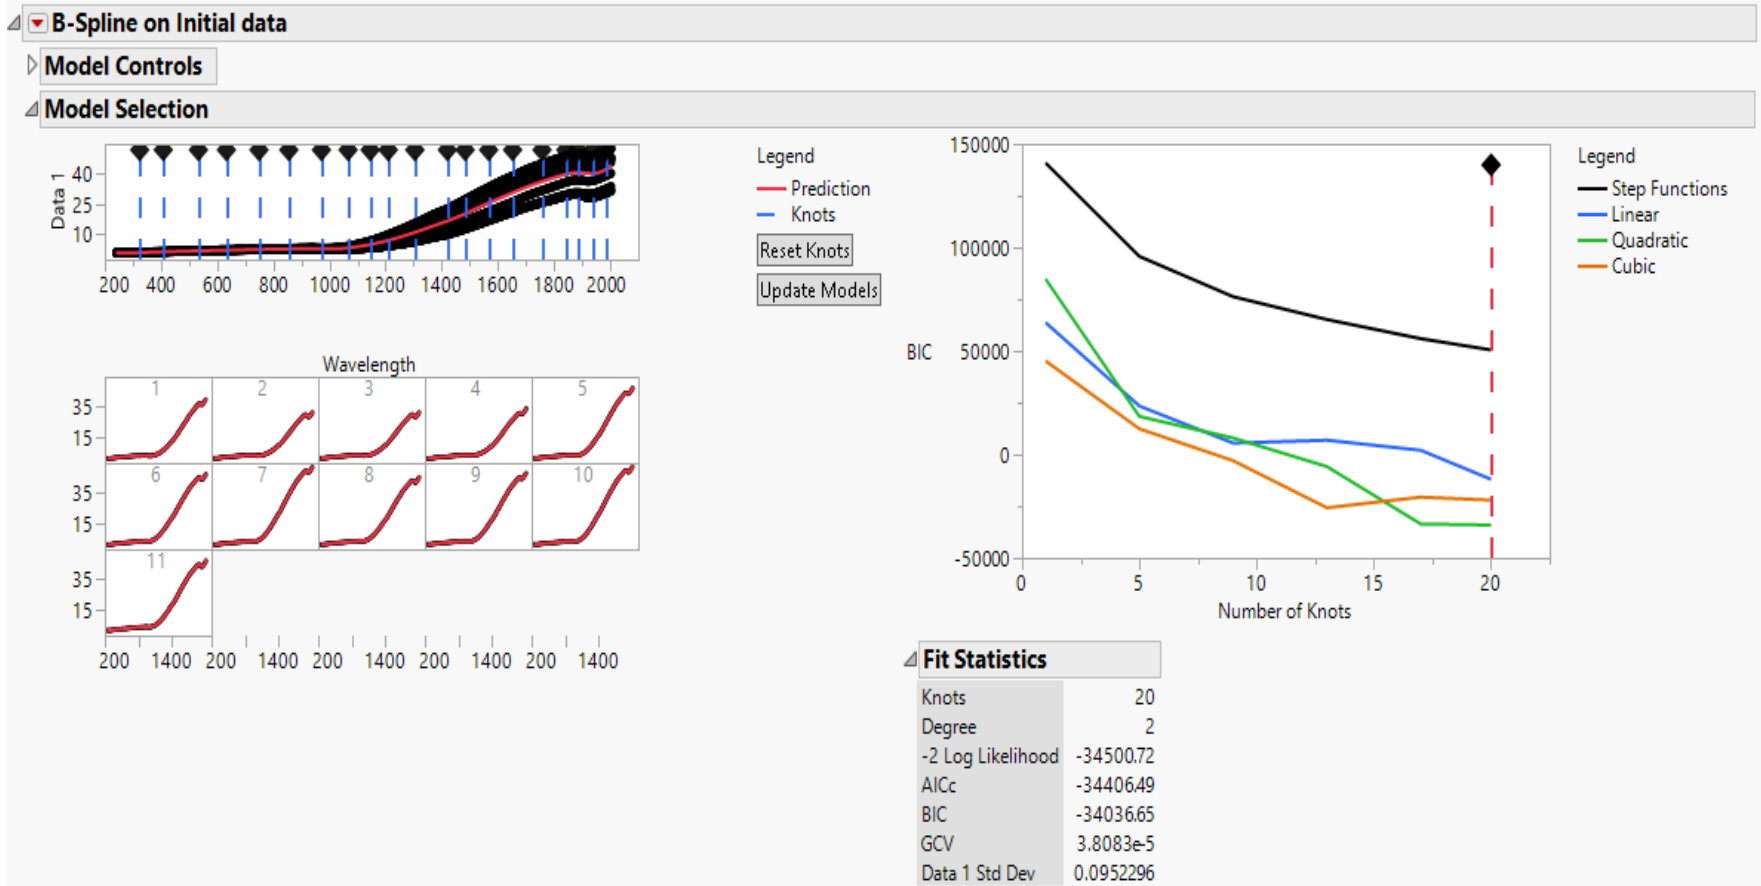 B-Spline on Initial data
Model Controls
Model Selection
Data 1
40
25
10
200 400 600 800 1000 1200 1400 1600 1800 2000
Legend
Prediction
Knots
Reset Knots
Update Models
Wavelength
1 2 3 4 5
35
15
6 7 8 9 10
35
15
11
35
15
200 1400 200 1400 200 1400 200 1400 200 1400
BIC
150000
100000
50000
0
-50000
0 5 10 15 20
Number of Knots
Legend
Step Functions
Linear
Quadratic
Cubic
Fit Statistics
Knots 20
Degree 2
-2 Log Likelihood -34500.72
AICc -34406.49
BIC -34036.65
GCV 3.8083e-5
Data 1 Std Dev 0.0952296